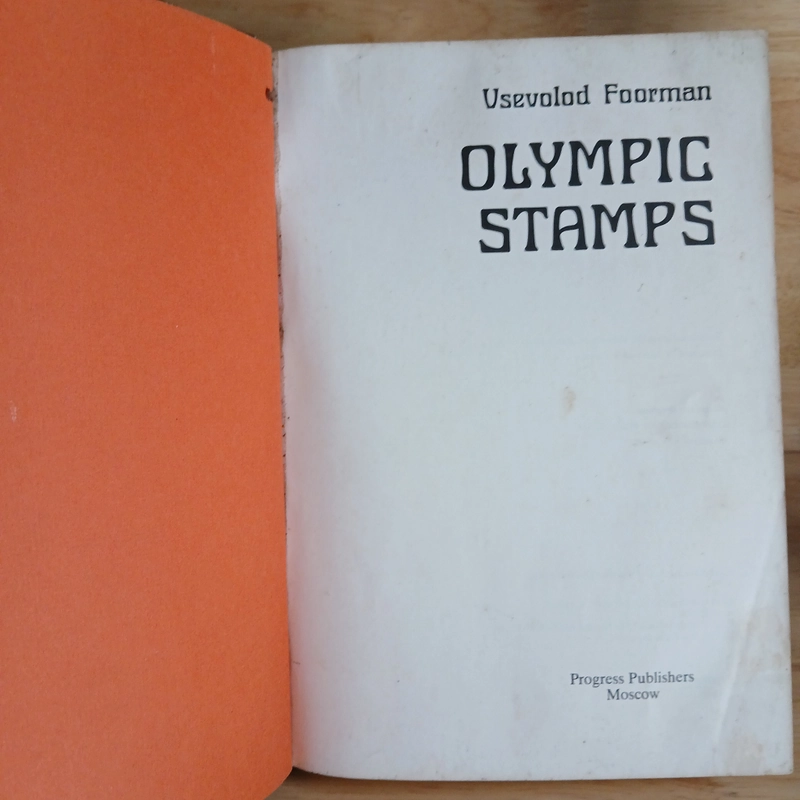 Vsevolod Foorman
OLYMPIC
STAMPS
Progress Publishers
Moscow